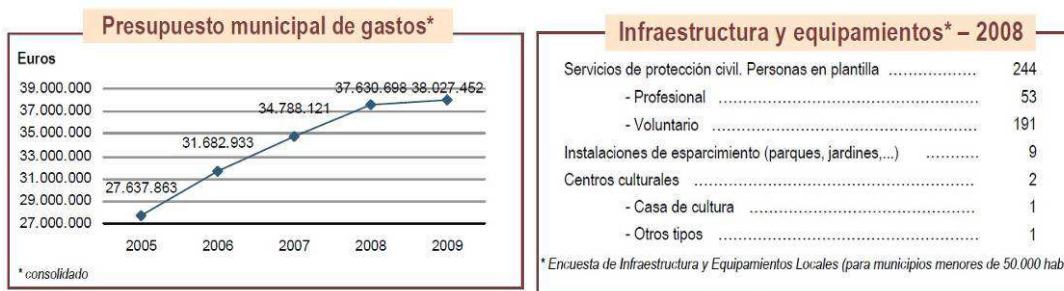 Presupuesto municipal de gastos*
Euros
39.000.000
37.000.000
35.000.000
33.000.000
31.000.000
29.000.000
27.000.000
27.637.863
31.682.933
34.788.121
37.630.698
38.027.452
2005 2006 2007 2008 2009
* consolidado
Infraestructura y equipamientos* – 2008
Servicios de protección civil. Personas en plantilla .................. 244
- Profesional .................. 53
- Voluntario .................. 191
Instalaciones de esparcimiento (parques, jardines,...) ........... 9
Centros culturales .................. 2
- Casa de cultura .................. 1
- Otros tipos .................. 1
* Encuesta de Infraestructura y Equipamientos Locales (para municipios menores de 50.000 hab